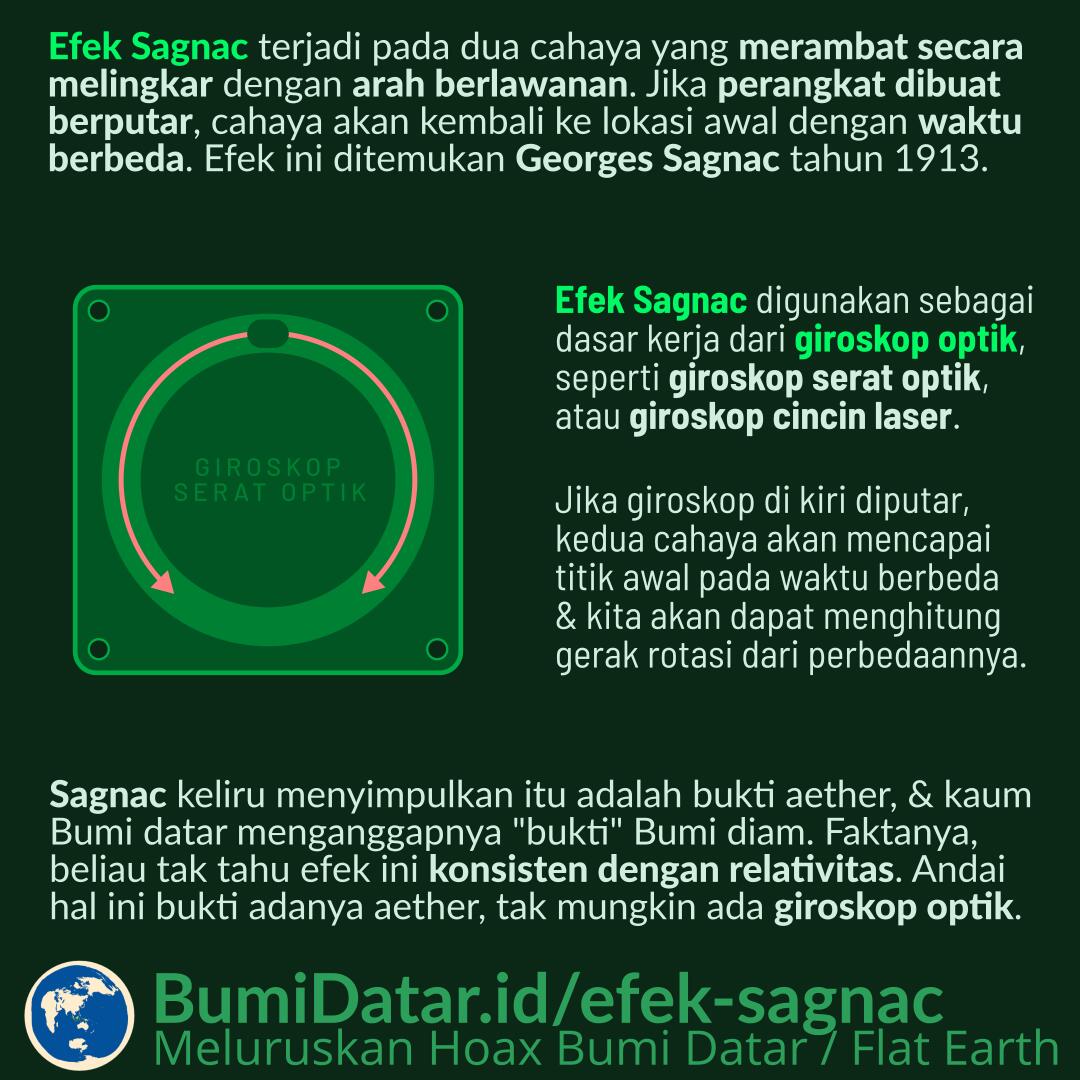 Efek Sagnac terjadi pada dua cahaya yang merambat secara
melingkar dengan arah berlawanan. Jika perangkat dibuat
berputar, cahaya akan kembali ke lokasi awal dengan waktu
berbeda. Efek ini ditemukan Georges Sagnac tahun 1913.
GIROSKOP
SERAT OPTIK
Efek Sagnac digunakan sebagai
dasar kerja dari giroskop optik,
seperti giroskop serat optik,
atau giroskop cincin laser.
Jika giroskop di kiri diputar,
kedua cahaya akan mencapai
titik awal pada waktu berbeda
& kita akan dapat menghitung
gerak rotasi dari perbedaannya.
Sagnac keliru menyimpulkan itu adalah bukti aether, & kaum
Bumi datar menganggapnya "bukti" Bumi diam. Faktanya,
beliau tak tahu efek ini konsisten dengan relativitas. Andai
hal ini bukti adanya aether, tak mungkin ada giroskop optik.
BumiDatar.id/efek-sagnac
Meluruskan Hoax Bumi Datar / Flat Earth